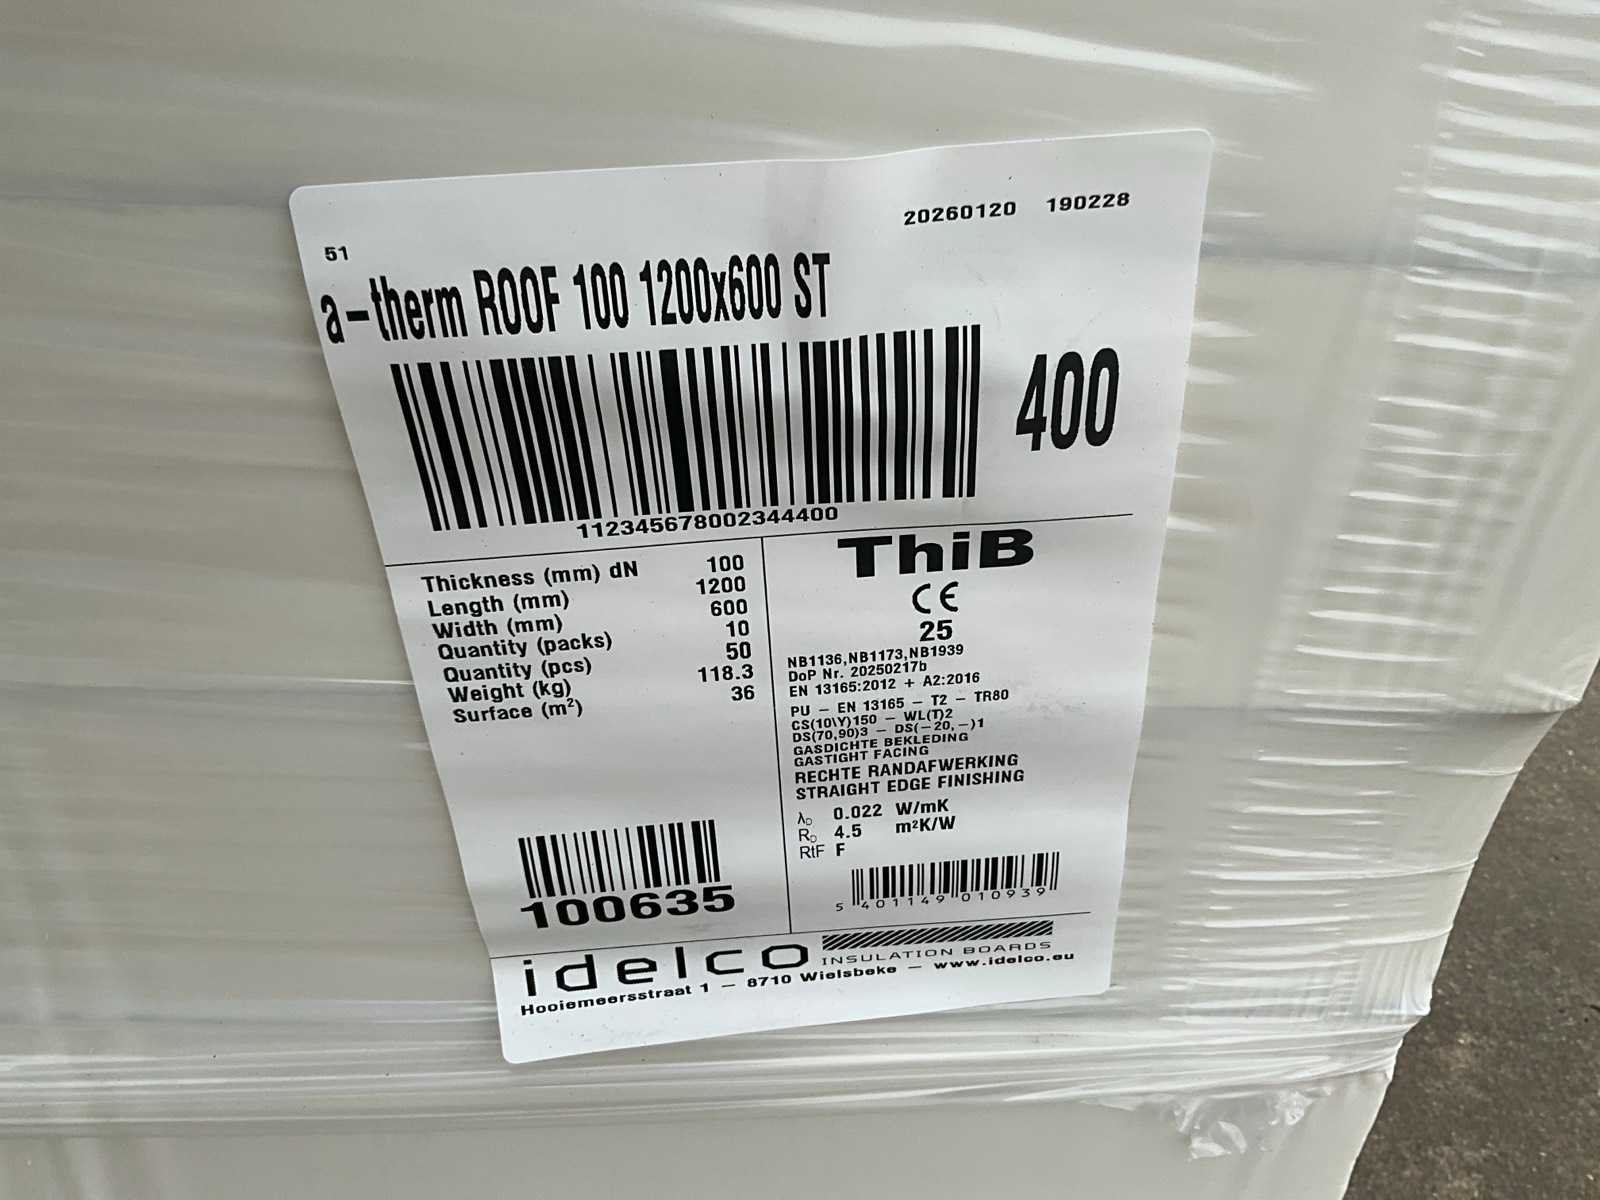 20260120 190228
51
a-therm ROOF 100 1200x600 ST
400
112345678002344400
Thickness (mm) dN 100
Length (mm) 1200
Width (mm) 600
Quantity (packs) 10
Quantity (pcs) 50
Weight (kg) 118.3
Surface (m²) 36
100635
ThiB
CE
25
NB1136,NB1173,NB1939
DoP Nr. 20250217b
EN 13165:2012 + A2:2016
PU - EN 13165 - T2 - TR80
CS(10\Y)150 - WL(T)2
DS(70,90)3 - DS(-20,-)1
GASDICHTE BEKLEDING
GASTIGHT FACING
RECHTE RANDAFWERKING
STRAIGHT EDGE FINISHING
λD 0.022 W/mK
RD 4.5 m²K/W
RtF F
5 401149 010939
idelco INSULATION BOARDS
Hooiemeersstraat 1 - 8710 Wielsbeke - www.idelco.eu